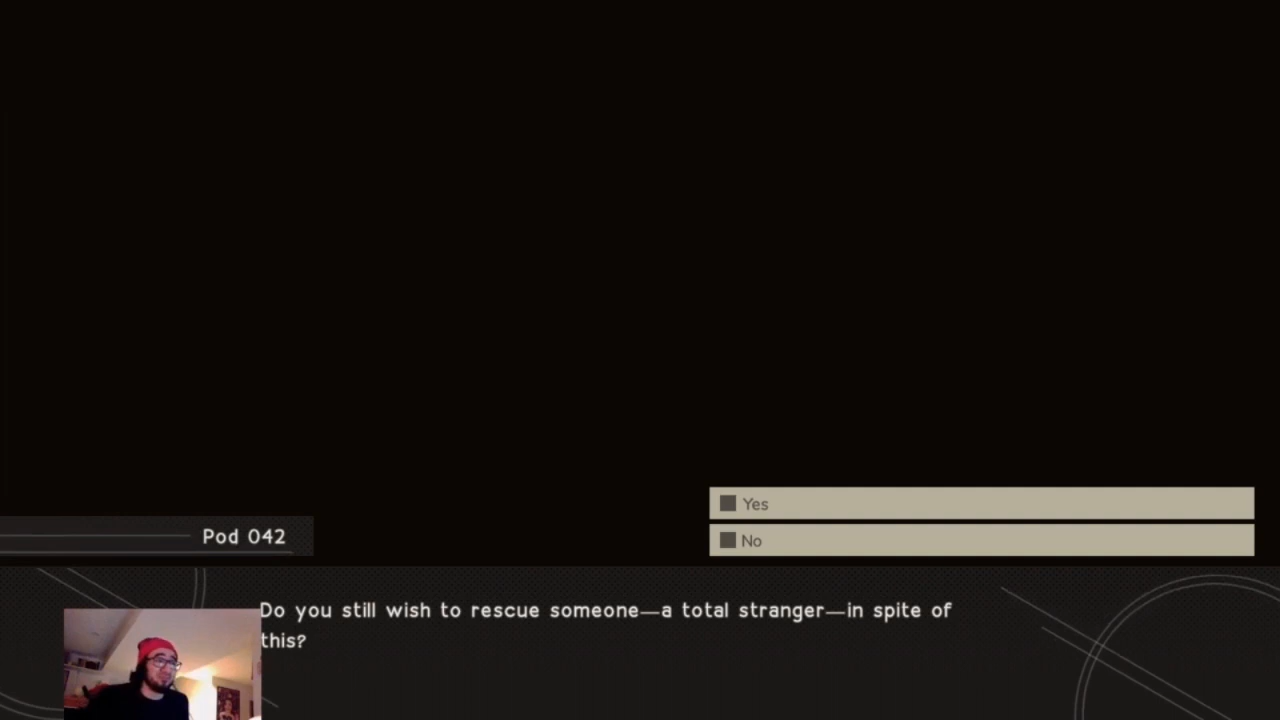 Yes
No
Pod 042
Do you still wish to rescue someone—a total stranger—in spite of
this?